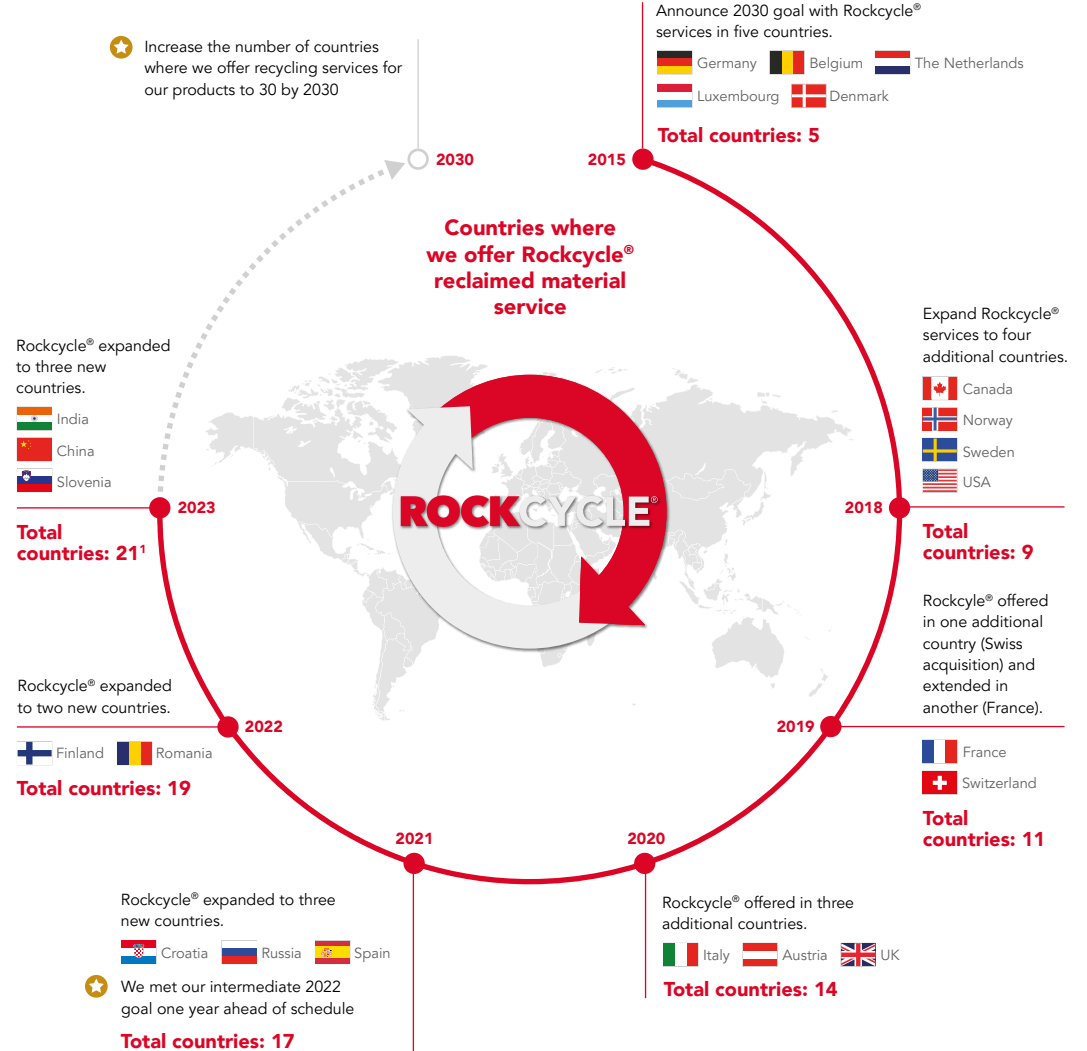 Announce 2030 goal with Rockcycle®
services in five countries.
Germany
Belgium
The Netherlands
Luxembourg
Denmark
Total countries: 5
2015
Increase the number of countries
where we offer recycling services for
our products to 30 by 2030
2030
Countries where
we offer Rockcycle®
reclaimed material
service
ROCKCYCLE®
Expand Rockcycle®
services to four
additional countries.
Canada
Norway
Sweden
USA
2018
Total
countries: 9
Rockcyle® offered
in one additional
country (Swiss
acquisition) and
extended in
another (France).
2019
France
Switzerland
Total
countries: 11
2020
Rockcycle® offered in three
additional countries.
Italy
Austria
UK
Total countries: 14
2021
Rockcycle® expanded to three
new countries.
Croatia
Russia
Spain
We met our intermediate 2022
goal one year ahead of schedule
Total countries: 17
Rockcycle® expanded
to two new countries.
2022
Finland
Romania
Total countries: 19
Rockcycle® expanded
to three new
countries.
India
China
Slovenia
2023
Total
countries: 21¹